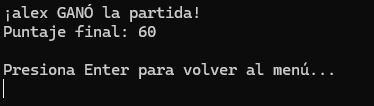 ¡alex GANÓ la partida!
Puntaje final: 60
Presiona Enter para volver al menú...